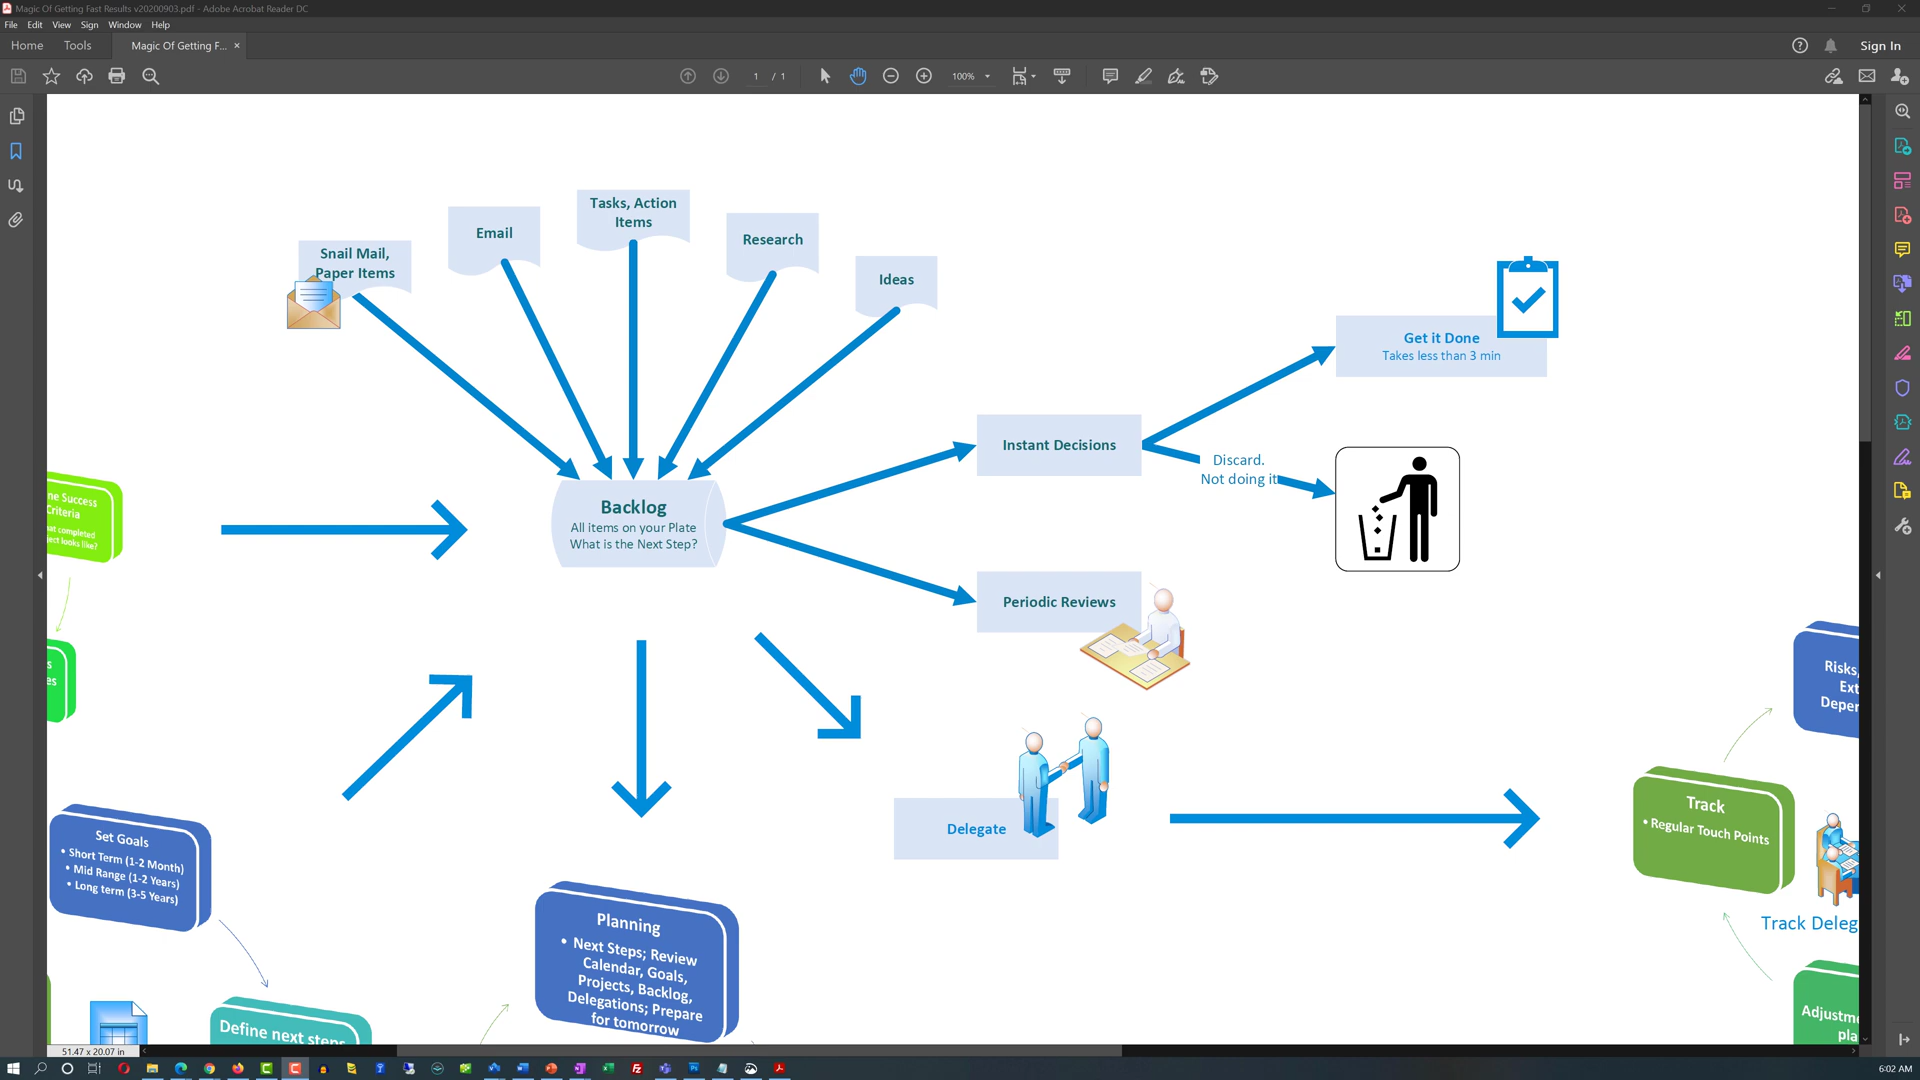 Magic Of Getting Fast Results v20200903.pdf - Adobe Acrobat Reader DC
File Edit View Sign Window Help
Home Tools Magic Of Getting F... × Sign In
1 / 1 100%
Tasks, Action
Items
Email
Research
Snail Mail,
Paper Items
Ideas
Get it Done
Takes less than 3 min
Instant Decisions
Discard.
Not doing it
Backlog
All items on your Plate
What is the Next Step?
ne Success
Criteria
at completed
ject looks like?
Periodic Reviews
s
es
Risks,
Ext
Deper
Track
• Regular Touch Points
Delegate
Set Goals
• Short Term (1-2 Month)
• Mid Range (1-2 Years)
• Long term (3-5 Years)
Track Deleg
Planning
• Next Steps; Review
Calendar, Goals,
Projects, Backlog,
Delegations; Prepare
for tomorrow
Define next steps
Adjustm
pla
51.47 x 20.07 in
6:02 AM